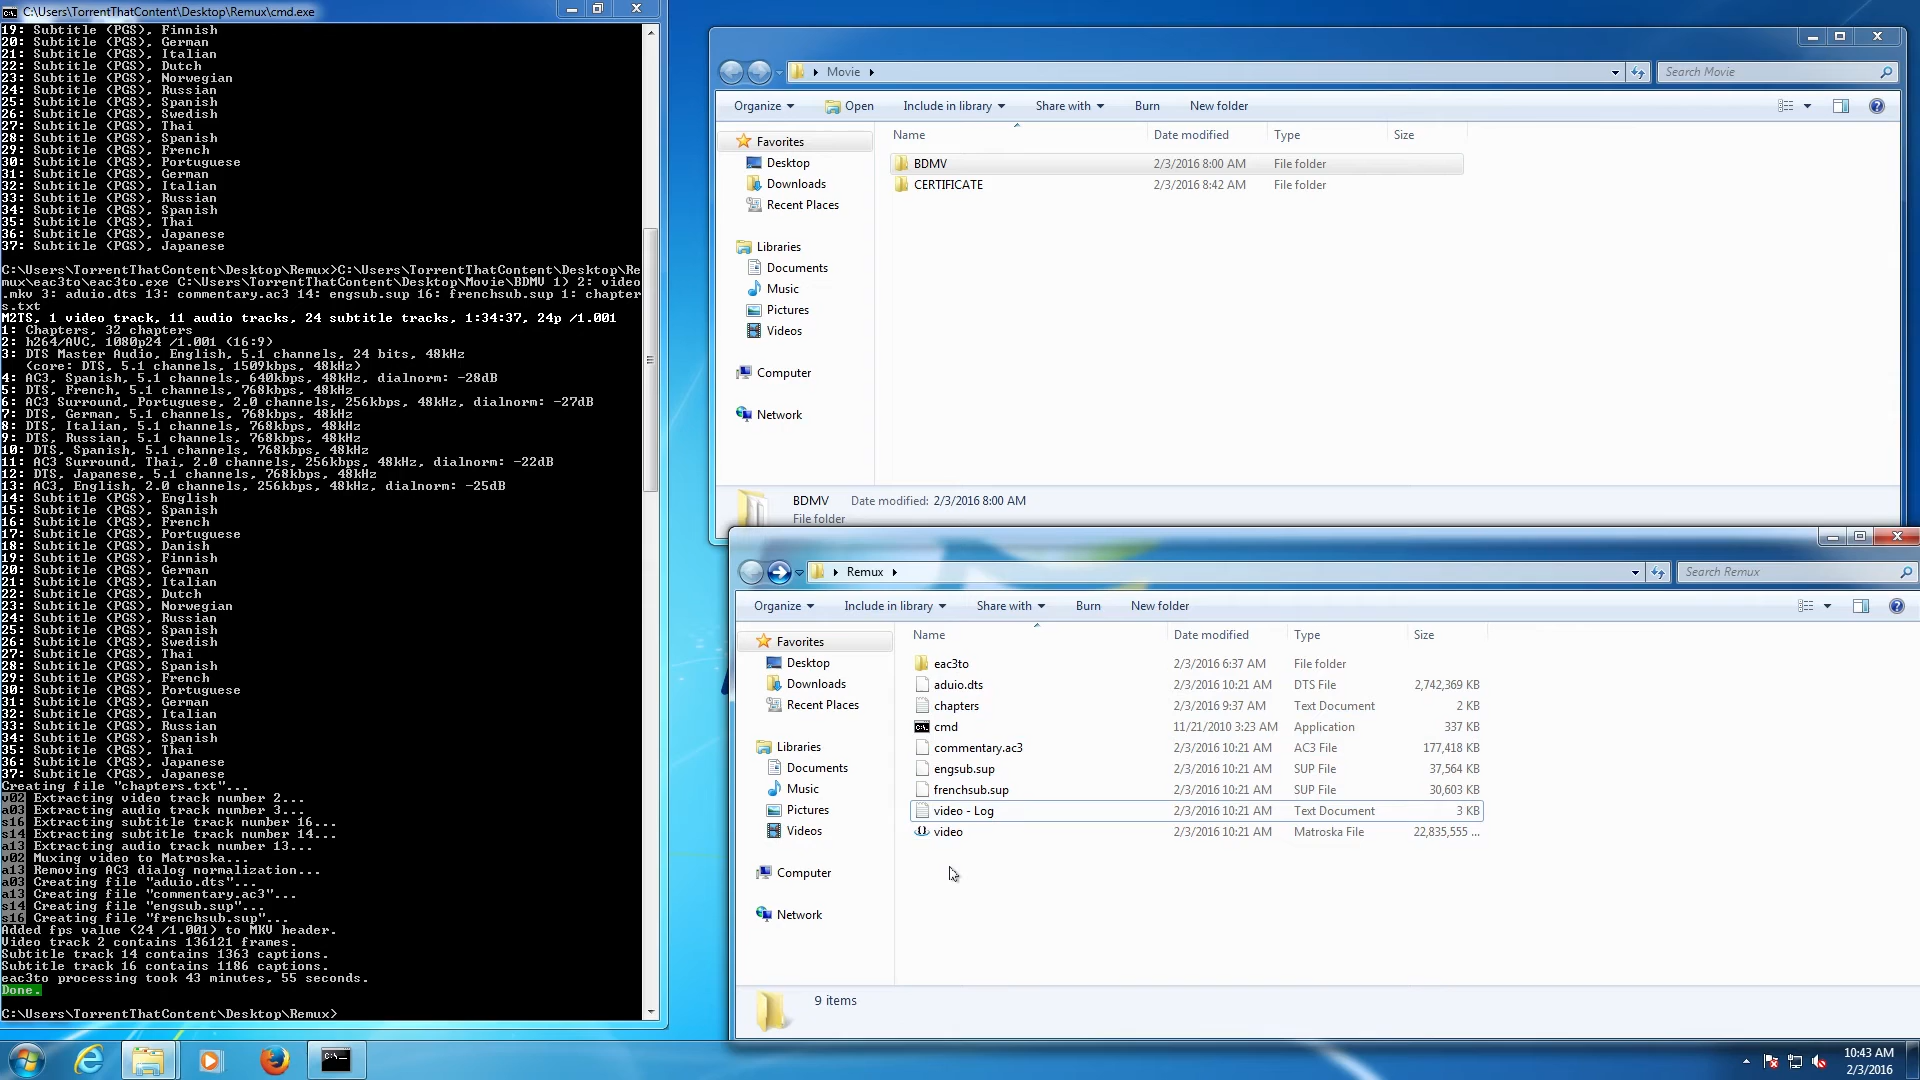 C:\Users\TorrentThatContent\Desktop\Remux\cmd.exe
19: Subtitle (PGS), Finnish
20: Subtitle (PGS), German
21: Subtitle (PGS), Italian
22: Subtitle (PGS), Dutch
23: Subtitle (PGS), Norwegian
24: Subtitle (PGS), Russian
25: Subtitle (PGS), Spanish
26: Subtitle (PGS), Swedish
27: Subtitle (PGS), Thai
28: Subtitle (PGS), Spanish
29: Subtitle (PGS), French
30: Subtitle (PGS), Portuguese
31: Subtitle (PGS), German
32: Subtitle (PGS), Italian
33: Subtitle (PGS), Russian
34: Subtitle (PGS), Spanish
35: Subtitle (PGS), Thai
36: Subtitle (PGS), Japanese
37: Subtitle (PGS), Japanese
C:\Users\TorrentThatContent\Desktop\Remux>C:\Users\TorrentThatContent\Desktop\Re
mux\eac3to\eac3to.exe C:\Users\TorrentThatContent\Desktop\Movie\BDMV 1) 2: video
.mkv 3: aduio.dts 13: commentary.ac3 14: engsub.sup 16: frenchsub.sup 1: chapter
s.txt
M2TS, 1 video track, 11 audio tracks, 24 subtitle tracks, 1:34:37, 24p /1.001
1: Chapters, 32 chapters
2: h264/AVC, 1080p24 /1.001 (16:9)
3: DTS Master Audio, English, 5.1 channels, 24 bits, 48kHz
(core: DTS, 5.1 channels, 1509kbps, 48kHz)
4: AC3, Spanish, 5.1 channels, 640kbps, 48kHz, dialnorm: -28dB
5: DTS, French, 5.1 channels, 768kbps, 48kHz
6: AC3 Surround, Portuguese, 2.0 channels, 256kbps, 48kHz, dialnorm: -27dB
7: DTS, German, 5.1 channels, 768kbps, 48kHz
8: DTS, Italian, 5.1 channels, 768kbps, 48kHz
9: DTS, Russian, 5.1 channels, 768kbps, 48kHz
10: DTS, Spanish, 5.1 channels, 768kbps, 48kHz
11: AC3 Surround, Thai, 2.0 channels, 256kbps, 48kHz, dialnorm: -22dB
12: DTS, Japanese, 5.1 channels, 768kbps, 48kHz
13: AC3, English, 2.0 channels, 256kbps, 48kHz, dialnorm: -25dB
14: Subtitle (PGS), English
15: Subtitle (PGS), Spanish
16: Subtitle (PGS), French
17: Subtitle (PGS), Portuguese
18: Subtitle (PGS), Danish
19: Subtitle (PGS), Finnish
20: Subtitle (PGS), German
21: Subtitle (PGS), Italian
22: Subtitle (PGS), Dutch
23: Subtitle (PGS), Norwegian
24: Subtitle (PGS), Russian
25: Subtitle (PGS), Spanish
26: Subtitle (PGS), Swedish
27: Subtitle (PGS), Thai
28: Subtitle (PGS), Spanish
29: Subtitle (PGS), French
30: Subtitle (PGS), Portuguese
31: Subtitle (PGS), German
32: Subtitle (PGS), Italian
33: Subtitle (PGS), Russian
34: Subtitle (PGS), Spanish
35: Subtitle (PGS), Thai
36: Subtitle (PGS), Japanese
37: Subtitle (PGS), Japanese
Creating file "chapters.txt"...
v02 Extracting video track number 2...
a03 Extracting audio track number 3...
s16 Extracting subtitle track number 16...
s14 Extracting subtitle track number 14...
a13 Extracting audio track number 13...
v02 Muxing video to Matroska...
a13 Removing AC3 dialog normalization...
a03 Creating file "aduio.dts"...
a13 Creating file "commentary.ac3"...
s14 Creating file "engsub.sup"...
s16 Creating file "frenchsub.sup"...
Added fps value (24 /1.001) to MKV header.
Video track 2 contains 136121 frames.
Subtitle track 14 contains 1363 captions.
Subtitle track 16 contains 1186 captions.
eac3to processing took 43 minutes, 55 seconds.
Done.
C:\Users\TorrentThatContent\Desktop\Remux>
Movie
Search Movie
Organize Open Include in library Share with Burn New folder
Name Date modified Type Size
Favorites
Desktop
Downloads
Recent Places
Libraries
Documents
Music
Pictures
Videos
Computer
Network
BDMV 2/3/2016 8:00 AM File folder
CERTIFICATE 2/3/2016 8:42 AM File folder
BDMV Date modified: 2/3/2016 8:00 AM
File folder
Remux
Search Remux
Organize Include in library Share with Burn New folder
Name Date modified Type Size
Favorites
Desktop
Downloads
Recent Places
Libraries
Documents
Music
Pictures
Videos
Computer
Network
eac3to 2/3/2016 6:37 AM File folder
aduio.dts 2/3/2016 10:21 AM DTS File 2,742,369 KB
chapters 2/3/2016 9:37 AM Text Document 2 KB
cmd 11/21/2010 3:23 AM Application 337 KB
commentary.ac3 2/3/2016 10:21 AM AC3 File 177,418 KB
engsub.sup 2/3/2016 10:21 AM SUP File 37,564 KB
frenchsub.sup 2/3/2016 10:21 AM SUP File 30,603 KB
video - Log 2/3/2016 10:21 AM Text Document 3 KB
video 2/3/2016 10:21 AM Matroska File 22,835,555 ...
9 items
10:43 AM
2/3/2016